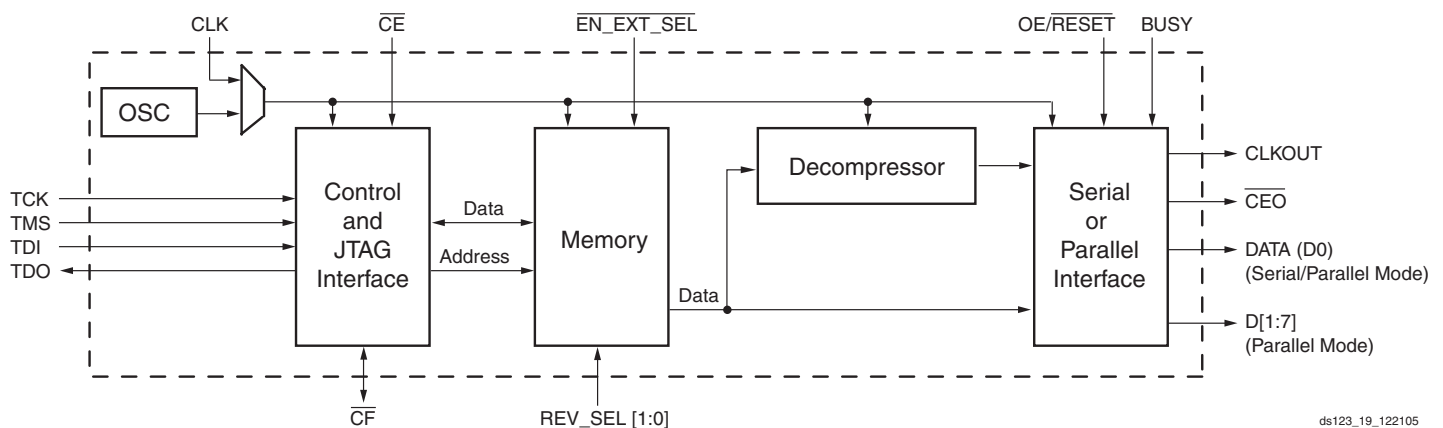 CLK
CE
EN_EXT_SEL
OE/RESET
BUSY
OSC
Control
and
JTAG
Interface
Memory
Decompressor
Serial
or
Parallel
Interface
TCK
TMS
TDI
TDO
Data
Address
Data
CLKOUT
CEO
DATA (D0)
(Serial/Parallel Mode)
D[1:7]
(Parallel Mode)
CF
REV_SEL [1:0]
ds123_19_122105